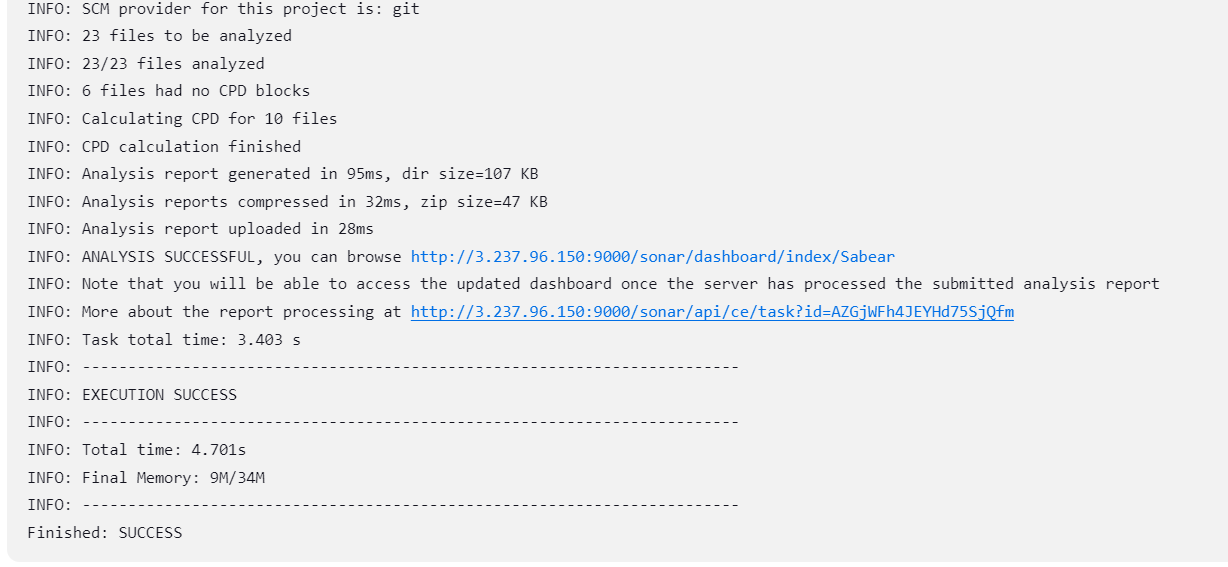 INFO: SCM provider for this project is: git
INFO: 23 files to be analyzed
INFO: 23/23 files analyzed
INFO: 6 files had no CPD blocks
INFO: Calculating CPD for 10 files
INFO: CPD calculation finished
INFO: Analysis report generated in 95ms, dir size=107 KB
INFO: Analysis reports compressed in 32ms, zip size=47 KB
INFO: Analysis report uploaded in 28ms
INFO: ANALYSIS SUCCESSFUL, you can browse http://3.237.96.150:9000/sonar/dashboard/index/Sabear
INFO: Note that you will be able to access the updated dashboard once the server has processed the submitted analysis report
INFO: More about the report processing at http://3.237.96.150:9000/sonar/api/ce/task?id=AZGjWFh4JEYHd75SjQfm
INFO: Task total time: 3.403 s
INFO: ------------------------------------------------------------------------
INFO: EXECUTION SUCCESS
INFO: ------------------------------------------------------------------------
INFO: Total time: 4.701s
INFO: Final Memory: 9M/34M
INFO: ------------------------------------------------------------------------
Finished: SUCCESS